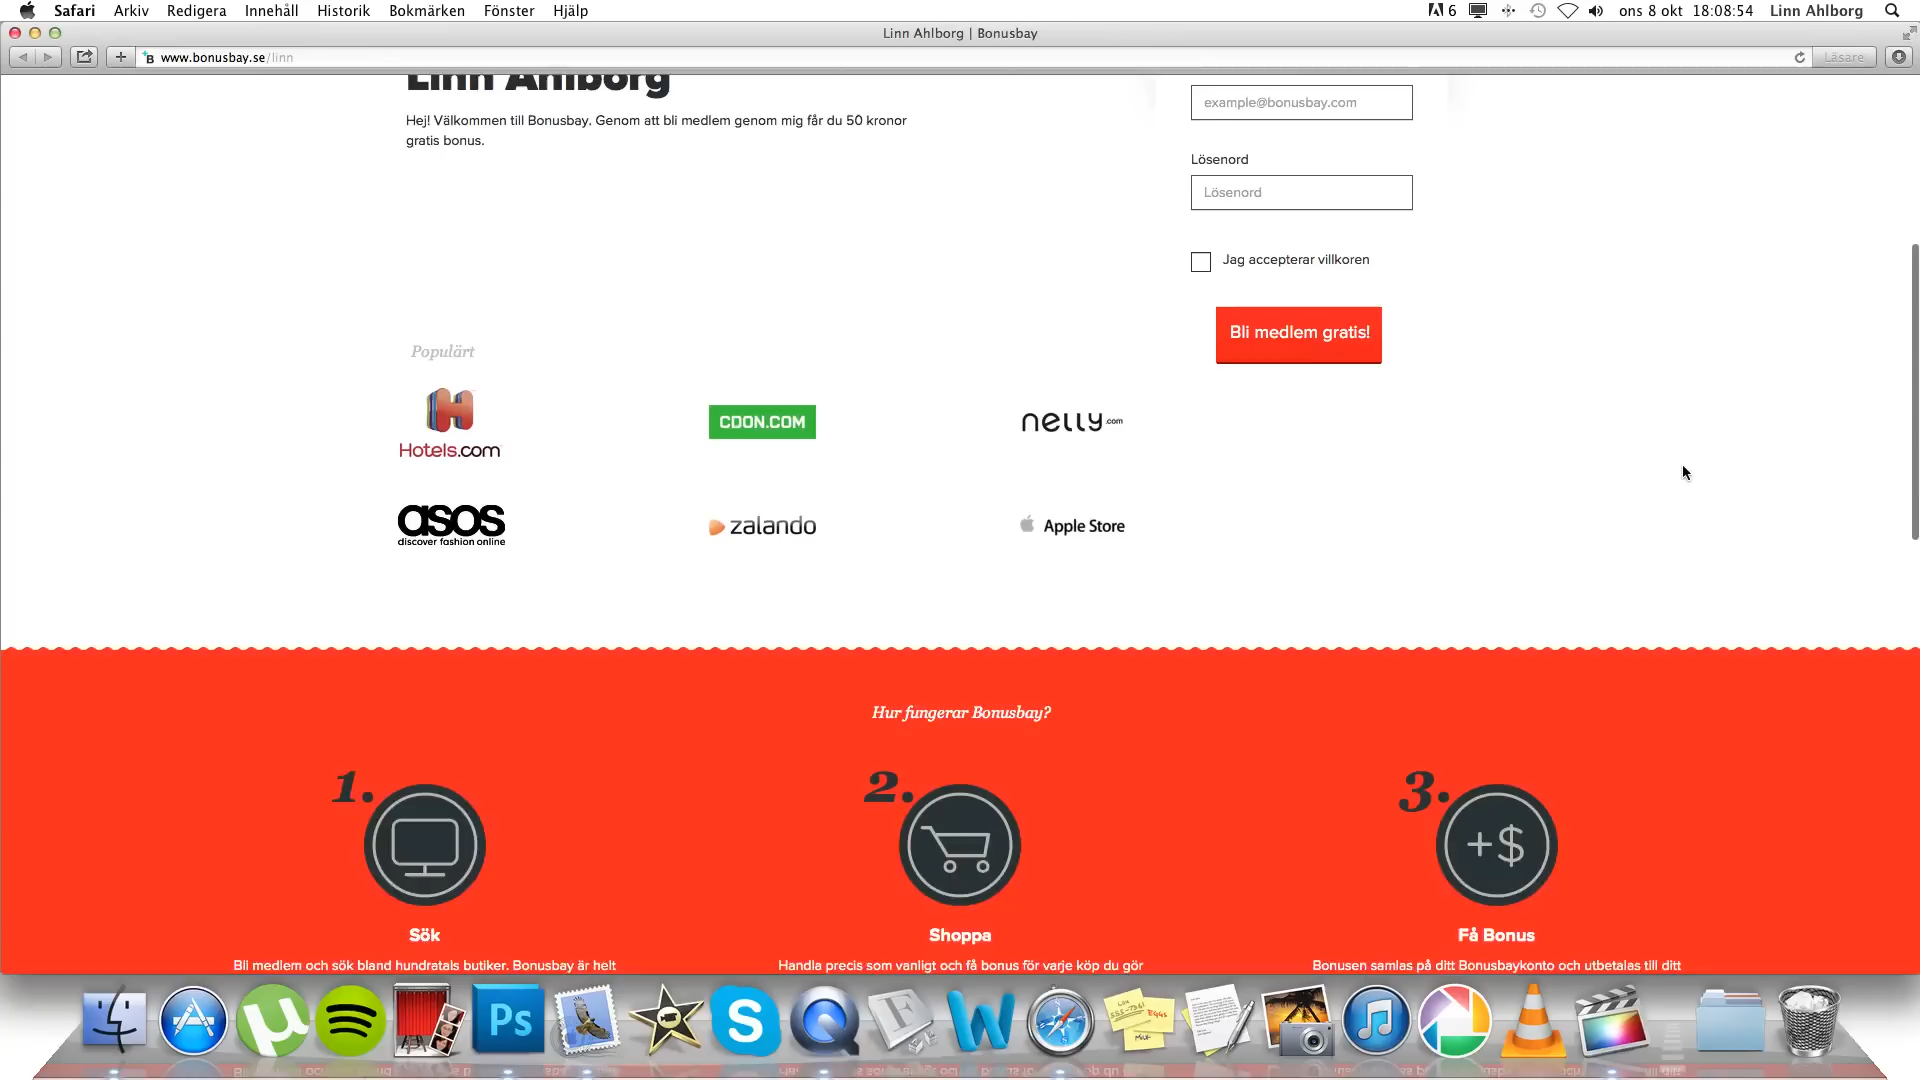 Safari Arkiv Redigera Innehåll Historik Bokmärken Fönster Hjälp
6 ons 8 okt 18:08:54 Linn Ahlborg
Linn Ahlborg | Bonusbay
www.bonusbay.se/linn
Läsare
Linn Ahlborg
example@bonusbay.com
Hej! Välkommen till Bonusbay. Genom att bli medlem genom mig får du 50 kronor
gratis bonus.
Lösenord
Lösenord
Jag accepterar villkoren
Bli medlem gratis!
Populärt
Hotels.com
CDON.COM
nelly.com
asos
discover fashion online
zalando
Apple Store
Hur fungerar Bonusbay?
1.
2.
3.
+$
Sök
Shoppa
Få Bonus
Bli medlem och sök bland hundratals butiker. Bonusbay är helt
Handla precis som vanligt och få bonus för varje köp du gör
Bonusen samlas på ditt Bonusbaykonto och utbetalas till ditt
Ps
EGGS
MILK